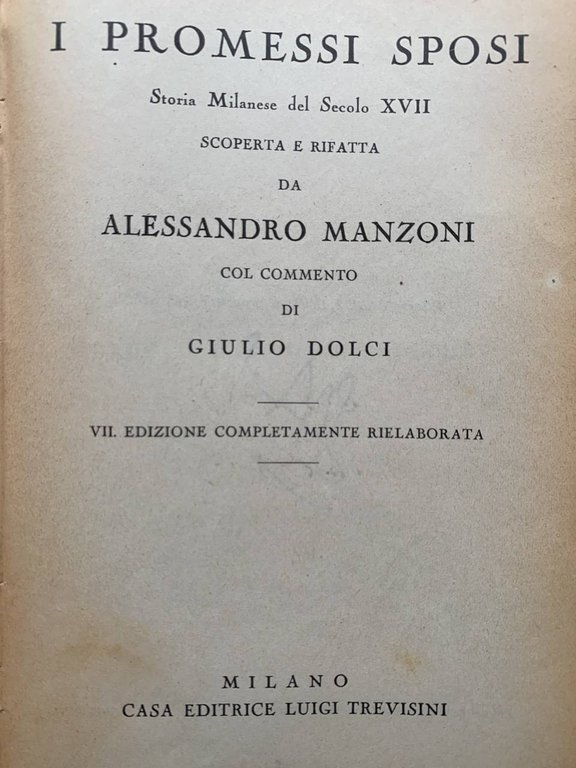 I PROMESSI SPOSI
Storia Milanese del Secolo XVII
SCOPERTA E RIFATTA
DA
ALESSANDRO MANZONI
COL COMMENTO
DI
GIULIO DOLCI
VII. EDIZIONE COMPLETAMENTE RIELABORATA
MILANO
CASA EDITRICE LUIGI TREVISINI